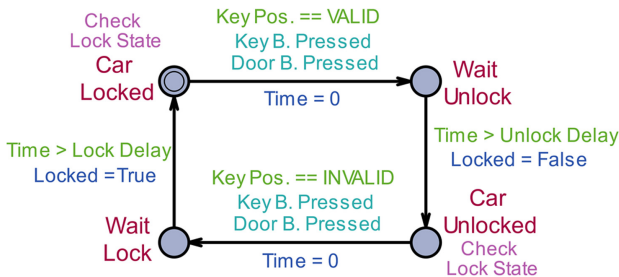 Check
Lock State
Car
Locked
Key Pos. == VALID
Key B. Pressed
Door B. Pressed
Time = 0
Wait
Unlock
Time > Lock Delay
Locked =True
Time > Unlock Delay
Locked = False
Key Pos. == INVALID
Key B. Pressed
Door B. Pressed
Time = 0
Wait
Lock
Car
Unlocked
Check
Lock State